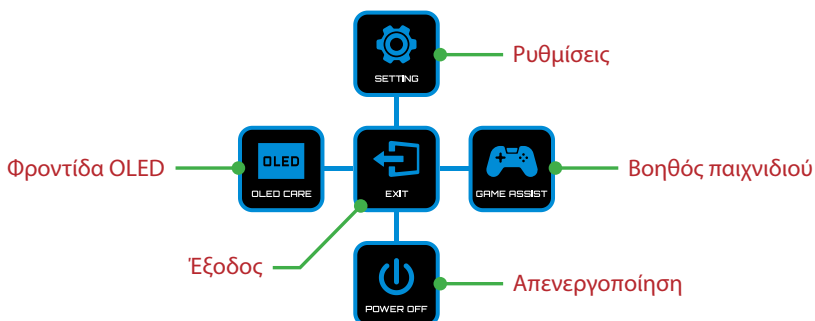 SETTING
Ρυθμίσεις
Φροντίδα OLED
OLED
OLED CARE
EXIT
GAME ASSIST
Βοηθός παιχνιδιού
Έξοδος
POWER OFF
Απενεργοποίηση